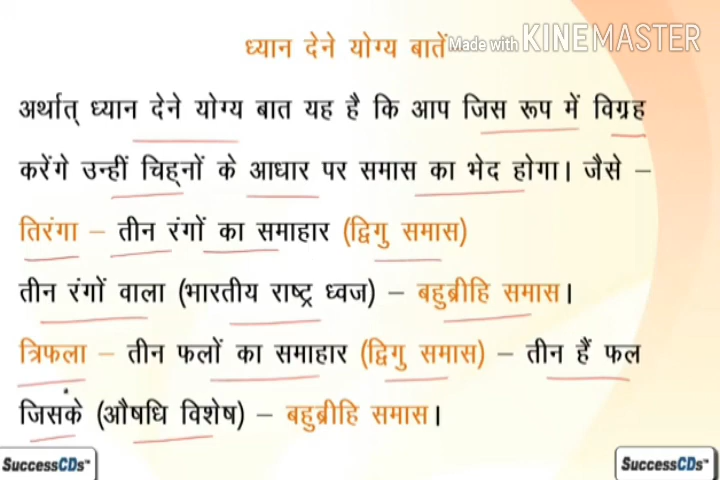 ध्यान देने योग्य बातें
Made with KINEMASTER
अर्थात् ध्यान देने योग्य बात यह है कि आप जिस रूप में विग्रह
करेंगे उन्हीं चिह्नों के आधार पर समास का भेद होगा। जैसे –
तिरंगा – तीन रंगों का समाहार (द्विगु समास)
तीन रंगों वाला (भारतीय राष्ट्र ध्वज) – बहुब्रीहि समास।
त्रिफला – तीन फलों का समाहार (द्विगु समास) – तीन हैं फल
जिसके (औषधि विशेष) – बहुब्रीहि समास।
SuccessCDs™ SuccessCDs™